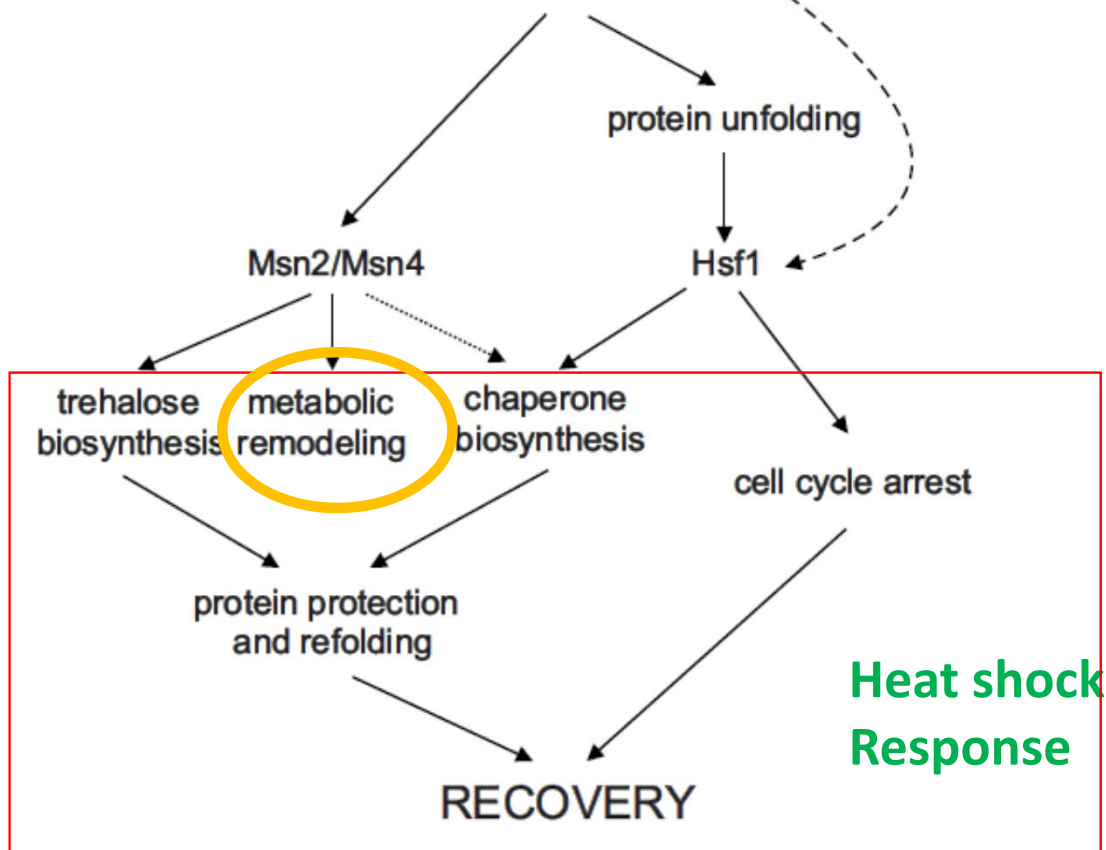 protein unfolding
Msn2/Msn4
Hsf1
trehalose
biosynthesis
metabolic
remodeling
chaperone
biosynthesis
cell cycle arrest
protein protection
and refolding
Heat shock
Response
RECOVERY